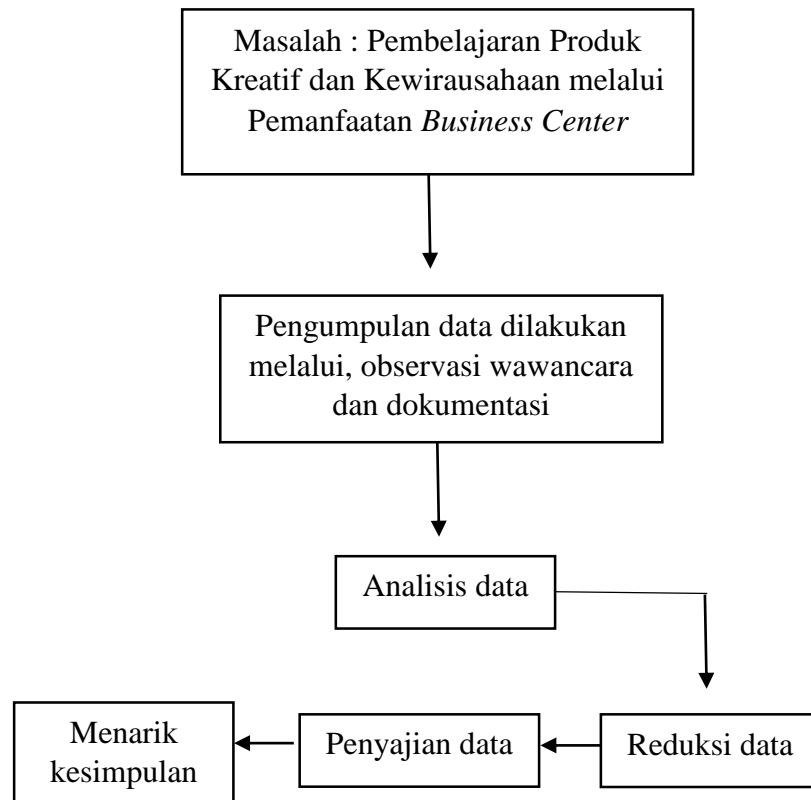 Masalah : Pembelajaran Produk
Kreatif dan Kewirausahaan melalui
Pemanfaatan Business Center
Pengumpulan data dilakukan
melalui, observasi wawancara
dan dokumentasi
Analisis data
Menarik
kesimpulan
Penyajian data
Reduksi data